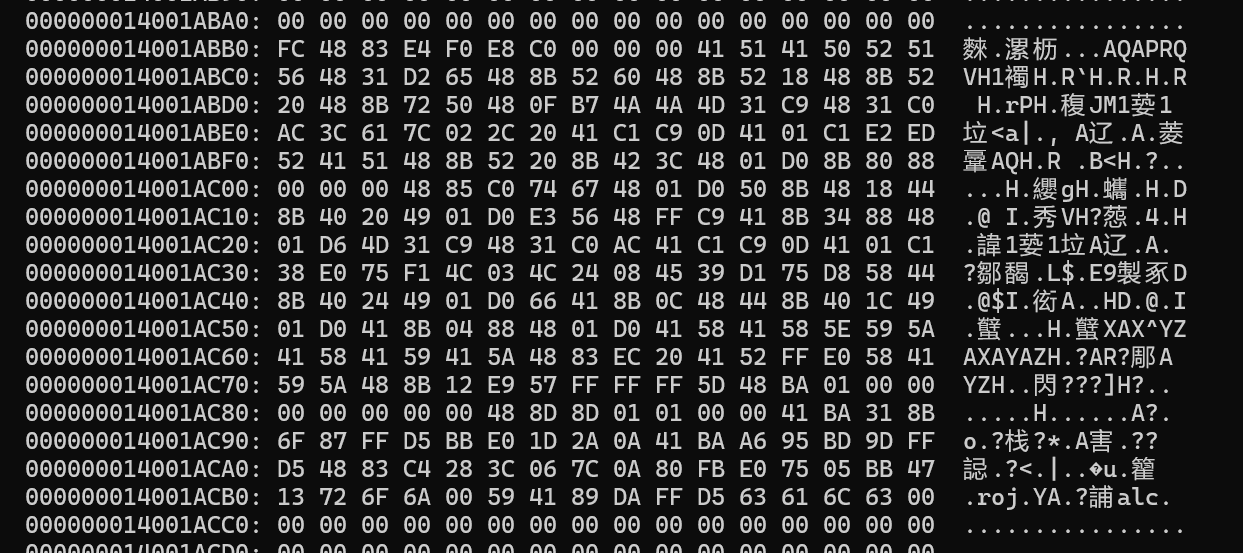 000000014001ABA0: 00 00 00 00 00 00 00 00 00 00 00 00 00 00 00 00  ................
000000014001ABB0: FC 48 83 E4 F0 E8 C0 00 00 00 41 51 41 50 52 51  麳.漯枥...AQAPRQ
000000014001ABC0: 56 48 31 D2 65 48 8B 52 60 48 8B 52 18 48 8B 52  VH1襡H.R`H.R.H.R
000000014001ABD0: 20 48 8B 72 50 48 0F B7 4A 4A 4D 31 C9 48 31 C0   H.rPH.稪JM1蒆1
000000014001ABE0: AC 3C 61 7C 02 2C 20 41 C1 C9 0D 41 01 C1 E2 ED  垃<a|., A辽.A.菱
000000014001ABF0: 52 41 51 48 8B 52 20 8B 42 3C 48 01 D0 8B 80 88  鞷AQH.R .B<H.?..
000000014001AC00: 00 00 00 48 85 C0 74 67 48 01 D0 50 8B 48 18 44  ...H.纓gH.蠵.H.D
000000014001AC10: 8B 40 20 49 01 D0 E3 56 48 FF C9 41 8B 34 88 48  .@ I.秀VH?葾.4.H
000000014001AC20: 01 D6 4D 31 C9 48 31 C0 AC 41 C1 C9 0D 41 01 C1  .諱1蒆1垃A辽.A.
000000014001AC30: 38 E0 75 F1 4C 03 4C 24 08 45 39 D1 75 D8 58 44  ?鄒馤.L$.E9製豖D
000000014001AC40: 8B 40 24 49 01 D0 66 41 8B 0C 48 44 8B 40 1C 49  .@$I.衒A..HD.@.I
000000014001AC50: 01 D0 41 8B 04 88 48 01 D0 41 58 41 58 5E 59 5A  .蠥...H.蠥XAX^YZ
000000014001AC60: 41 58 41 59 41 5A 48 83 EC 20 41 52 FF E0 58 41  AXAYAZH.?AR?郮A
000000014001AC70: 59 5A 48 8B 12 E9 57 FF FF FF 5D 48 BA 01 00 00  YZH..閃???]H?..
000000014001AC80: 00 00 00 00 00 48 8D 8D 01 01 00 00 41 BA 31 8B  .....H......A?.
000000014001AC90: 6F 87 FF D5 BB E0 1D 2A 0A 41 BA A6 95 BD 9D FF  o.?栈?*.A害.??
000000014001ACA0: D5 48 83 C4 28 3C 06 7C 0A 80 FB E0 75 05 BB 47  誋.?<.|..�u.籊
000000014001ACB0: 13 72 6F 6A 00 59 41 89 DA FF D5 63 61 6C 63 00  .roj.YA.?誧alc.
000000014001ACC0: 00 00 00 00 00 00 00 00 00 00 00 00 00 00 00 00  ................